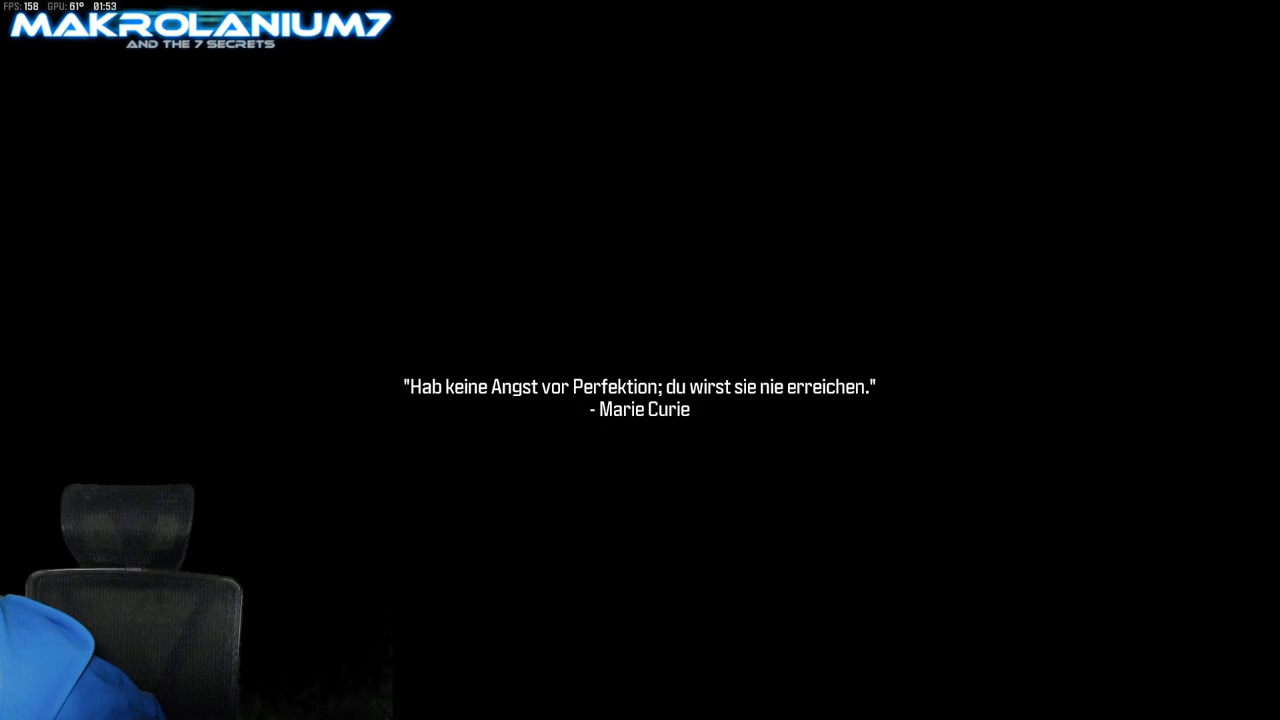 FPS: 158 GPU: 61° 01:53
MAKROLANIUM7
AND THE 7 SECRETS
"Hab keine Angst vor Perfektion; du wirst sie nie erreichen."
- Marie Curie